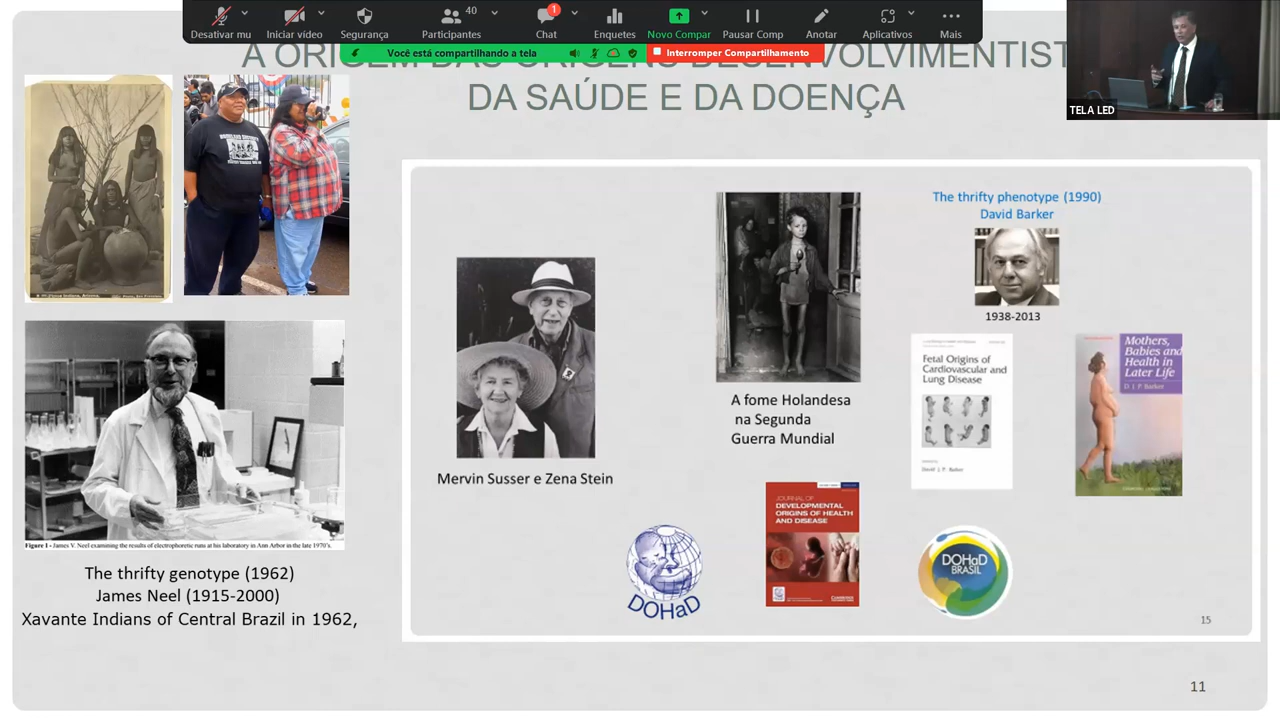 40
1
Desativar mu
Iniciar vídeo
Segurança
Participantes
Chat
Enquetes
Novo Compar
Pausar Comp
Anotar
Aplicativos
Mais
Você está compartilhando a tela
Interromper Compartilhamento
TELA LED
DA SAÚDE E DA DOENÇA
The thrifty phenotype (1990)
David Barker
1938-2013
Fetal Origins of
Cardiovascular and
Lung Disease
David J. P. Barker
Mothers,
Babies and
Health in
Later Life
D. J. P. Barker
A fome Holandesa
na Segunda
Guerra Mundial
Mervin Susser e Zena Stein
JOURNAL OF
DEVELOPMENTAL
ORIGINS OF HEALTH
AND DISEASE
DOHaD
DOHaD
BRASIL
15
Figure 1 - James V. Neel examining the results of electrophoretic runs at his laboratory in Ann Arbor in the late 1970's.
The thrifty genotype (1962)
James Neel (1915-2000)
Xavante Indians of Central Brazil in 1962,
11